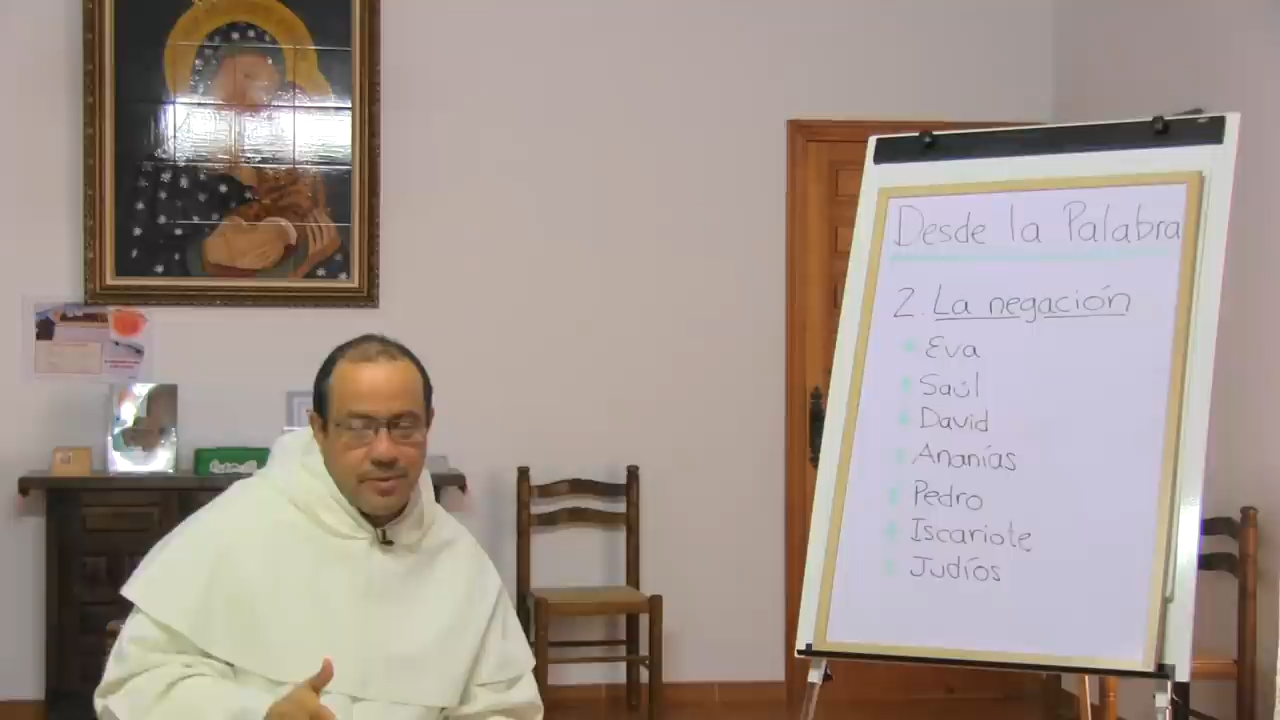 Desde la Palabra
2. La negación
Eva
Saúl
David
Ananías
Pedro
Iscariote
Judíos